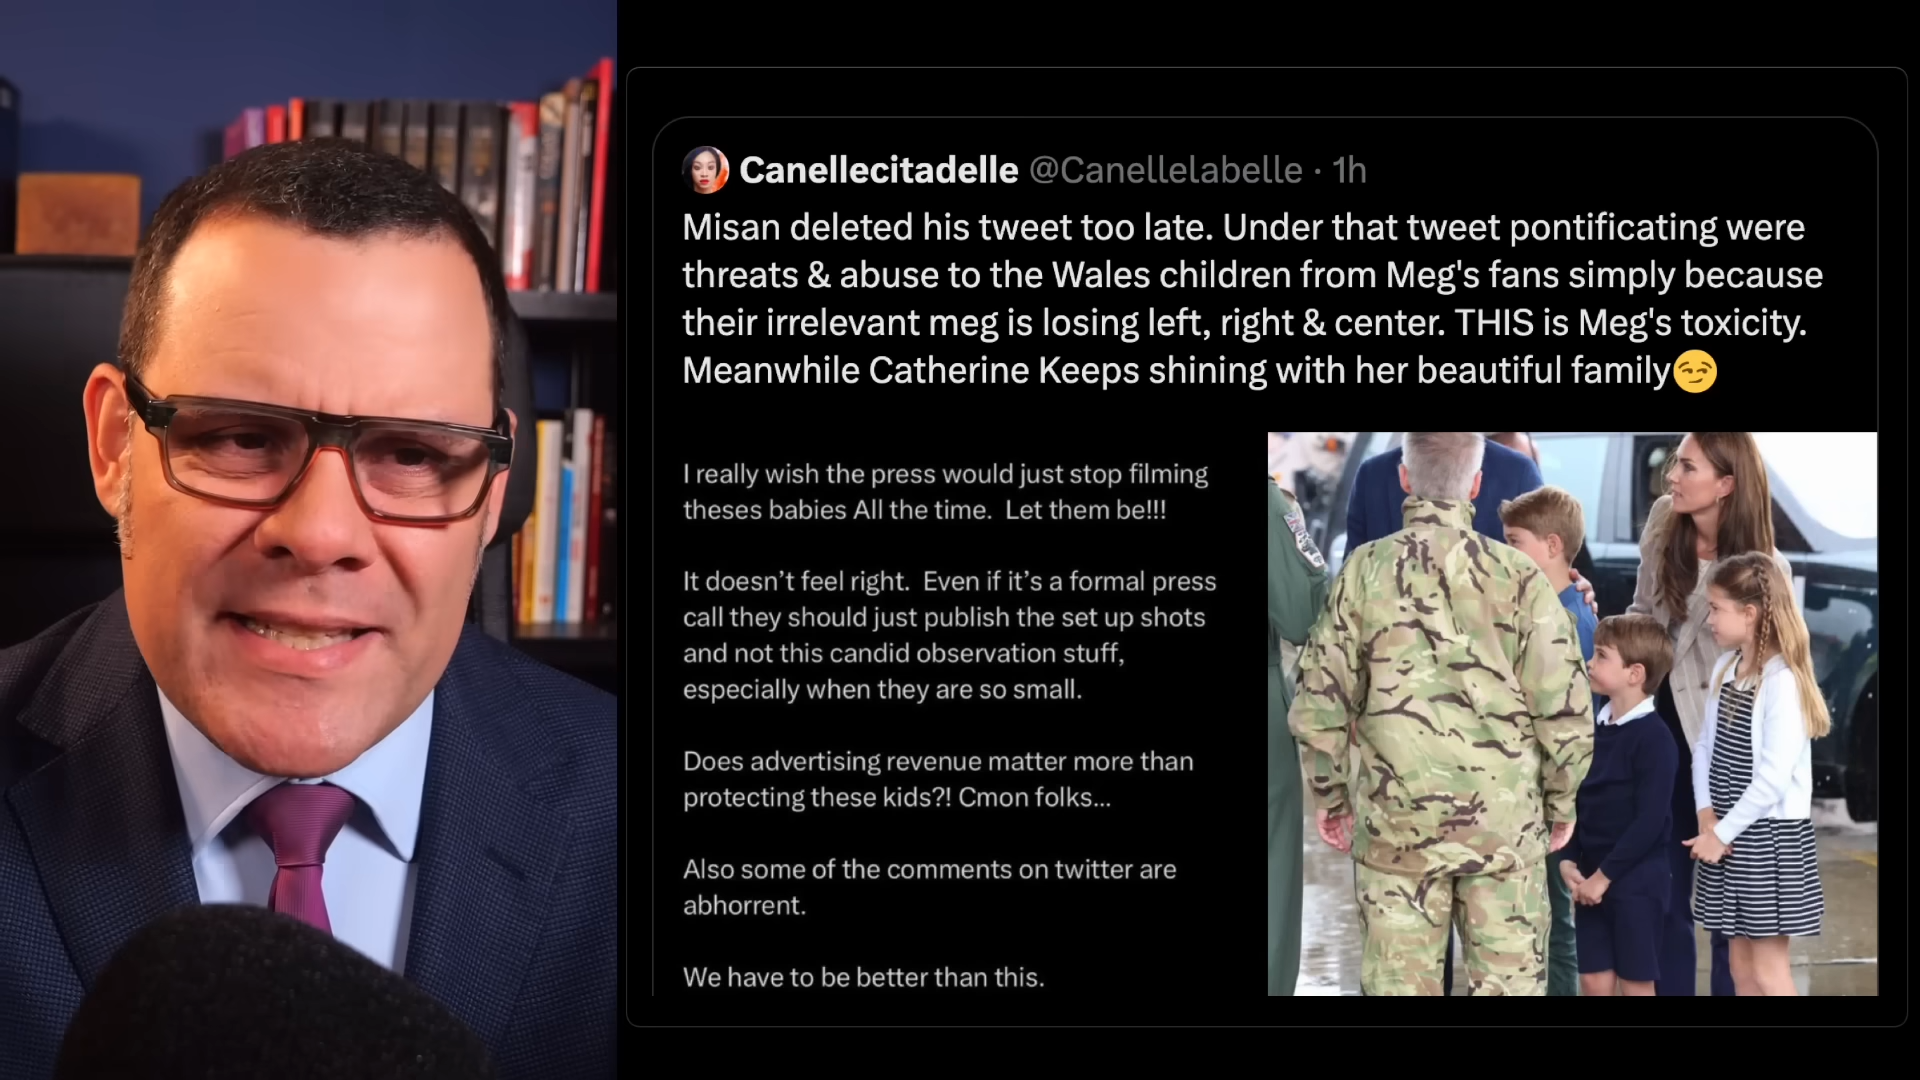 Canellecitadelle @Canellelabelle · 1h
Misan deleted his tweet too late. Under that tweet pontificating were
threats & abuse to the Wales children from Meg's fans simply because
their irrelevant meg is losing left, right & center. THIS is Meg's toxicity.
Meanwhile Catherine Keeps shining with her beautiful family😏
I really wish the press would just stop filming
theses babies All the time. Let them be!!!
It doesn’t feel right. Even if it’s a formal press
call they should just publish the set up shots
and not this candid observation stuff,
especially when they are so small.
Does advertising revenue matter more than
protecting these kids?! Cmon folks...
Also some of the comments on twitter are
abhorrent.
We have to be better than this.